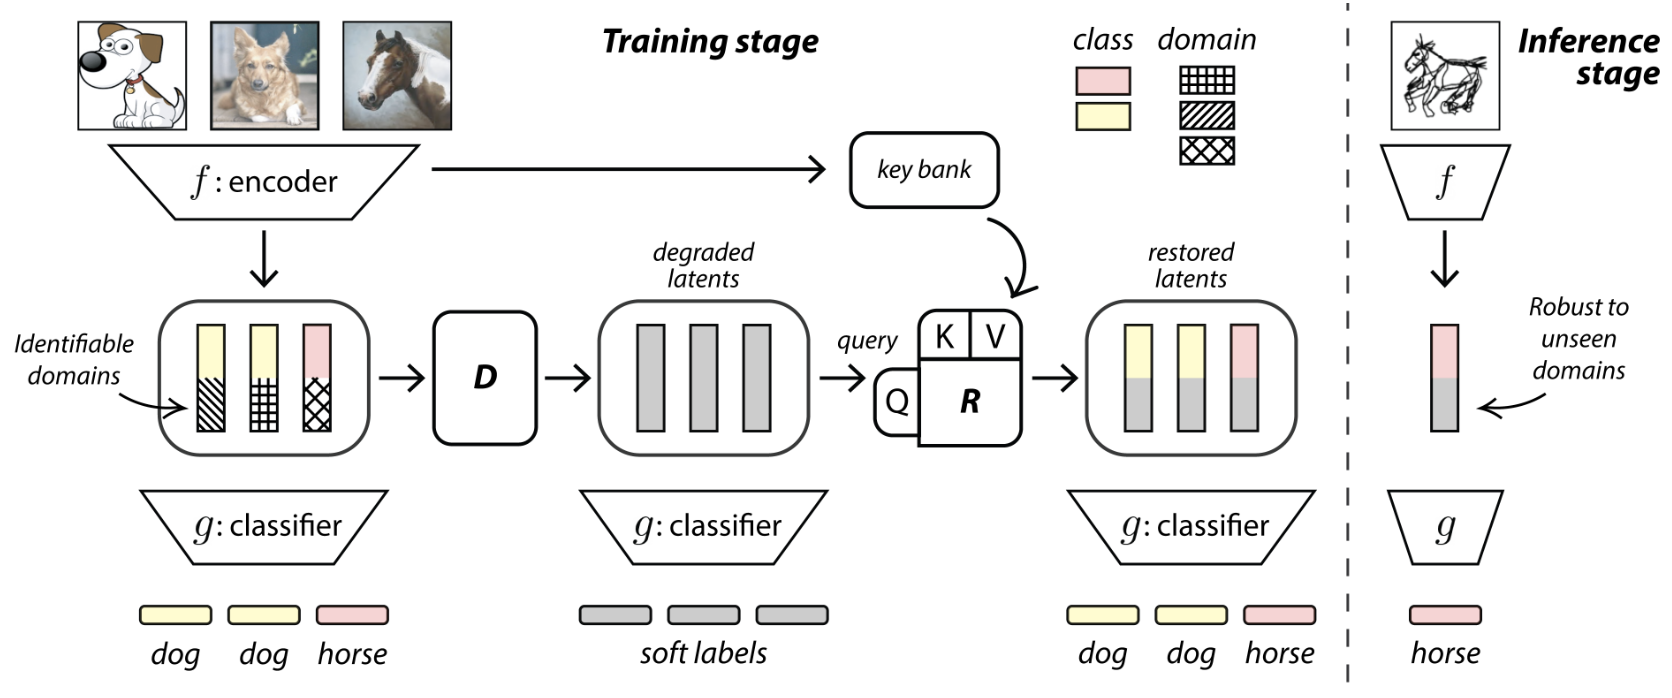 Training stage
class domain
Inference
stage
f : encoder
key bank
f
degraded
latents
restored
latents
Identifiable
domains
D
query
K V
Q R
Robust to
unseen
domains
g: classifier
g: classifier
g: classifier
g
dog dog horse
soft labels
dog dog horse
horse